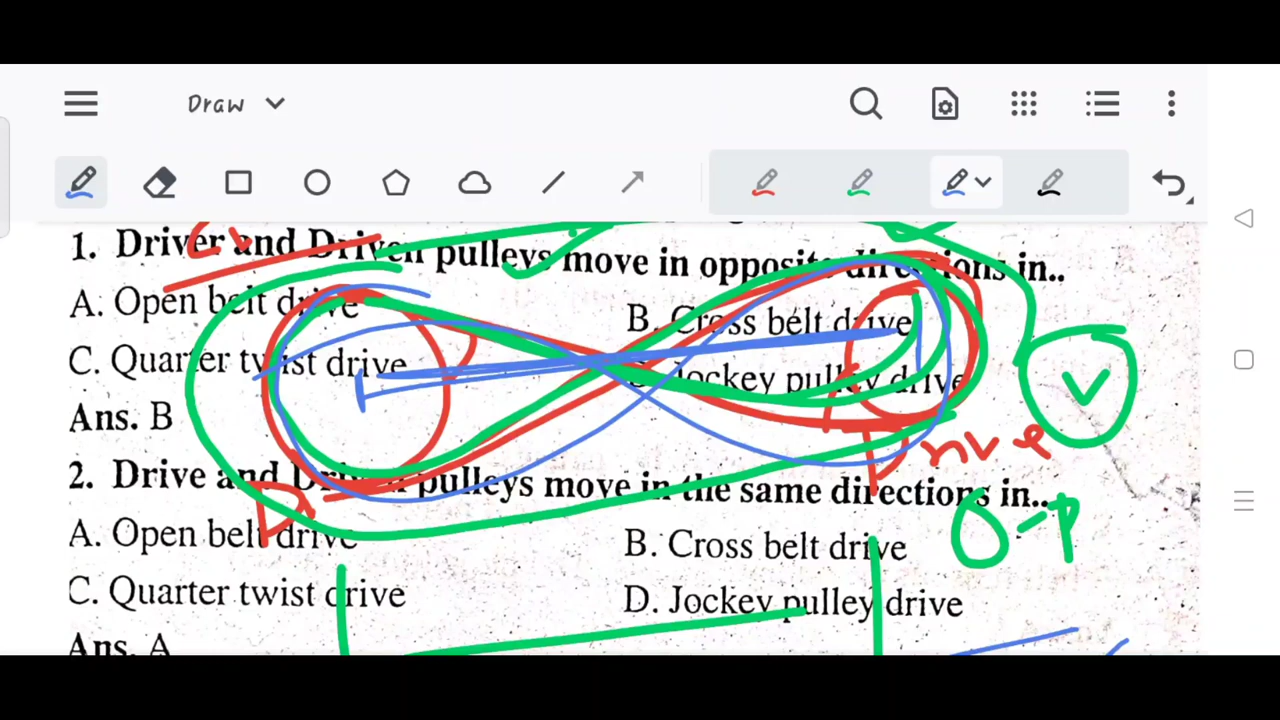 Draw
1. Driver and Driven pulleys move in opposite directions in..
A. Open belt drive
B. Cross belt drive
C. Quarter twist drive
D. Jockey pulley drive
Ans. B
2. Drive and Driven pulleys move in the same directions in...
A. Open belt drive
B. Cross belt drive
C. Quarter twist drive
D. Jockey pulley drive
Ans. A